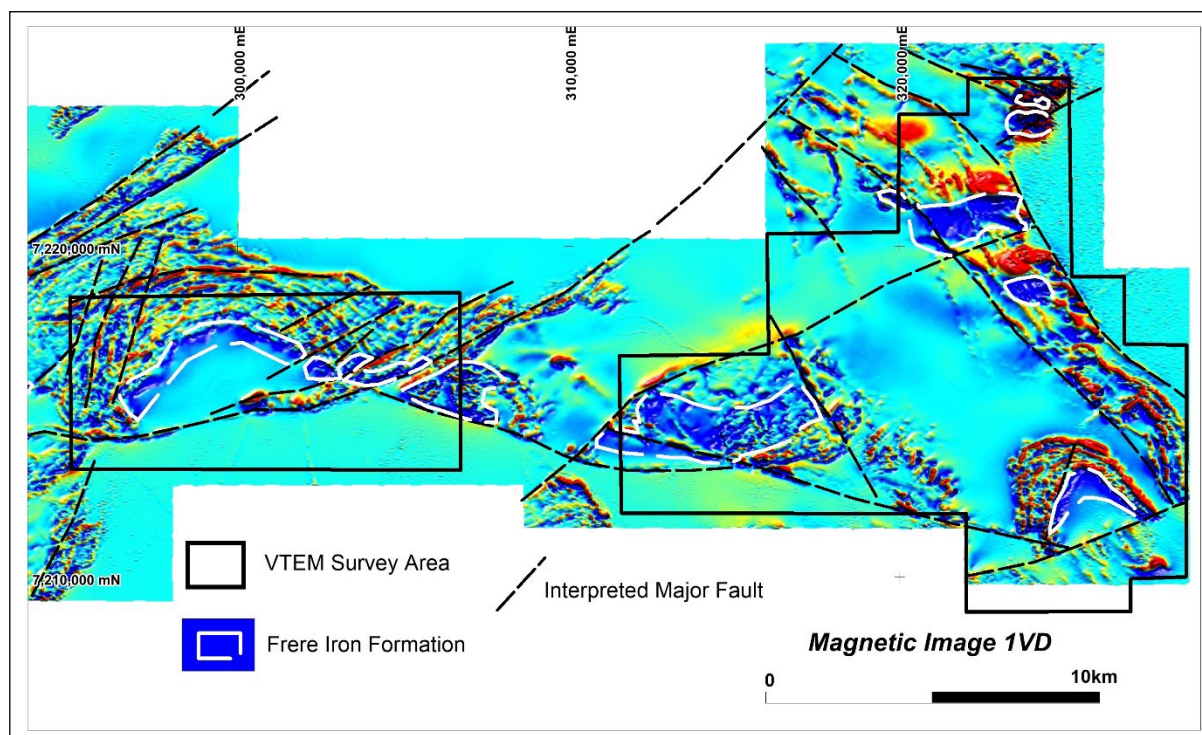 300,000 mE
310,000 mE
320,000 mE
7,220,000 mN
7,210,000 mN
VTEM Survey Area
Interpreted Major Fault
Frere Iron Formation
Magnetic Image 1VD
0
10km